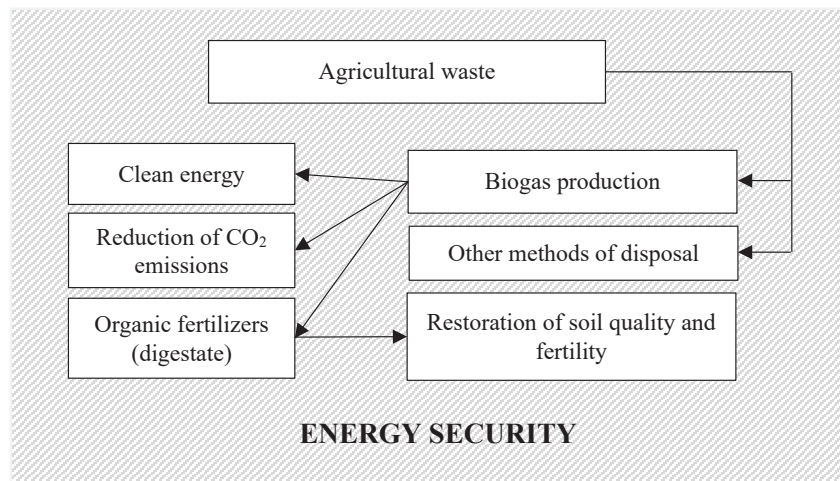 Agricultural waste
Clean energy
Biogas production
Reduction of CO₂
emissions
Other methods of disposal
Organic fertilizers
(digestate)
Restoration of soil quality and
fertility
ENERGY SECURITY